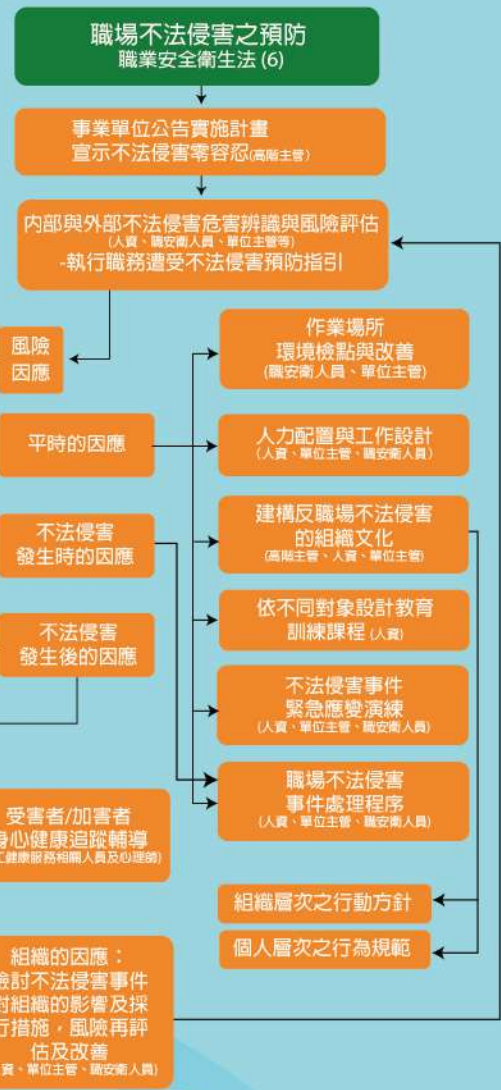 職場不法侵害之預防
職業安全衛生法 (6)
事業單位公告實施計畫
宣示不法侵害零容忍(高階主管)
內部與外部不法侵害危害辨識與風險評估
(人資、職安衛人員、單位主管等)
-執行職務遭受不法侵害預防指引
風險
因應
平時的因應
不法侵害
發生時的因應
不法侵害
發生後的因應
作業場所
環境檢點與改善
(職安衛人員、單位主管)
人力配置與工作設計
(人資、單位主管、職安衛人員)
建構反職場不法侵害
的組織文化
(高階主管、人資、單位主管)
依不同對象設計教育
訓練課程 (人資)
不法侵害事件
緊急應變演練
(人資、單位主管、職安衛人員)
職場不法侵害
事件處理程序
(人資、單位主管、職安衛人員)
受害者/加害者
身心健康追蹤輔導
健康服務相關人員及心理師)
組織層次之行動方針
個人層次之行為規範
組織的因應：
檢討不法侵害事件
對組織的影響及採
行措施，風險再評
估及改善
資、單位主管、職安衛人員)